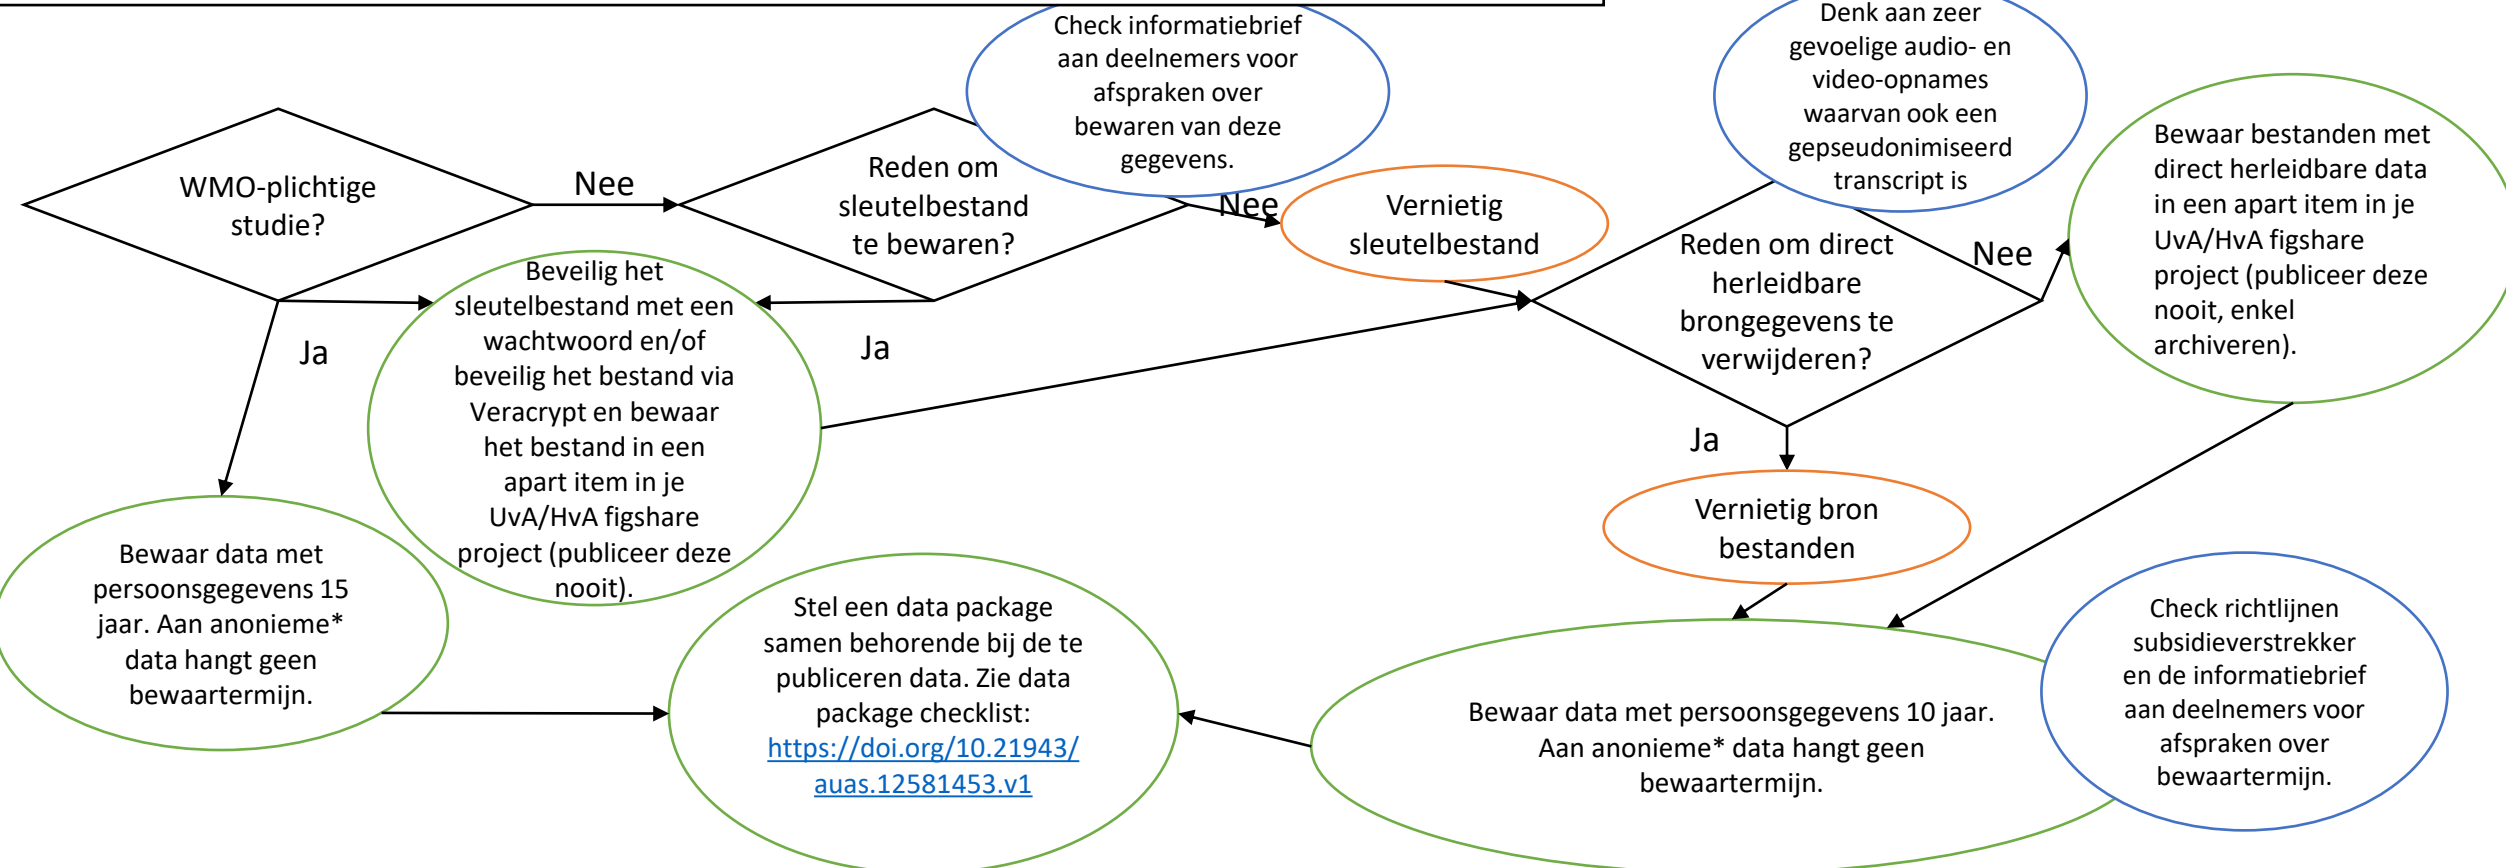 Check informatiebrief
aan deelnemers voor
afspraken over
bewaren van deze
gegevens.
Denk aan zeer
gevoelige audio- en
video-opnames
waarvan ook een
gepseudonimiseerd
transcript is
WMO-plichtige
studie?
Nee
Reden om
sleutelbestand
te bewaren?
Nee
Vernietig
sleutelbestand
Reden om direct
herleidbare
brongegevens te
verwijderen?
Nee
Bewaar bestanden met
direct herleidbare data
in een apart item in je
UvA/HvA figshare
project (publiceer deze
nooit, enkel
archiveren).
Ja
Beveilig het
sleutelbestand met een
wachtwoord en/of
beveilig het bestand via
Veracrypt en bewaar
het bestand in een
apart item in je
UvA/HvA figshare
project (publiceer deze
nooit).
Ja
Ja
Vernietig bron
bestanden
Bewaar data met
persoonsgegevens 15
jaar. Aan anonieme*
data hangt geen
bewaartermijn.
Stel een data package
samen behorende bij de te
publiceren data. Zie data
package checklist:
https://doi.org/10.21943/
auas.12581453.v1
Bewaar data met persoonsgegevens 10 jaar.
Aan anonieme* data hangt geen
bewaartermijn.
Check richtlijnen
subsidieverstrekker
en de informatiebrief
aan deelnemers voor
afspraken over
bewaartermijn.